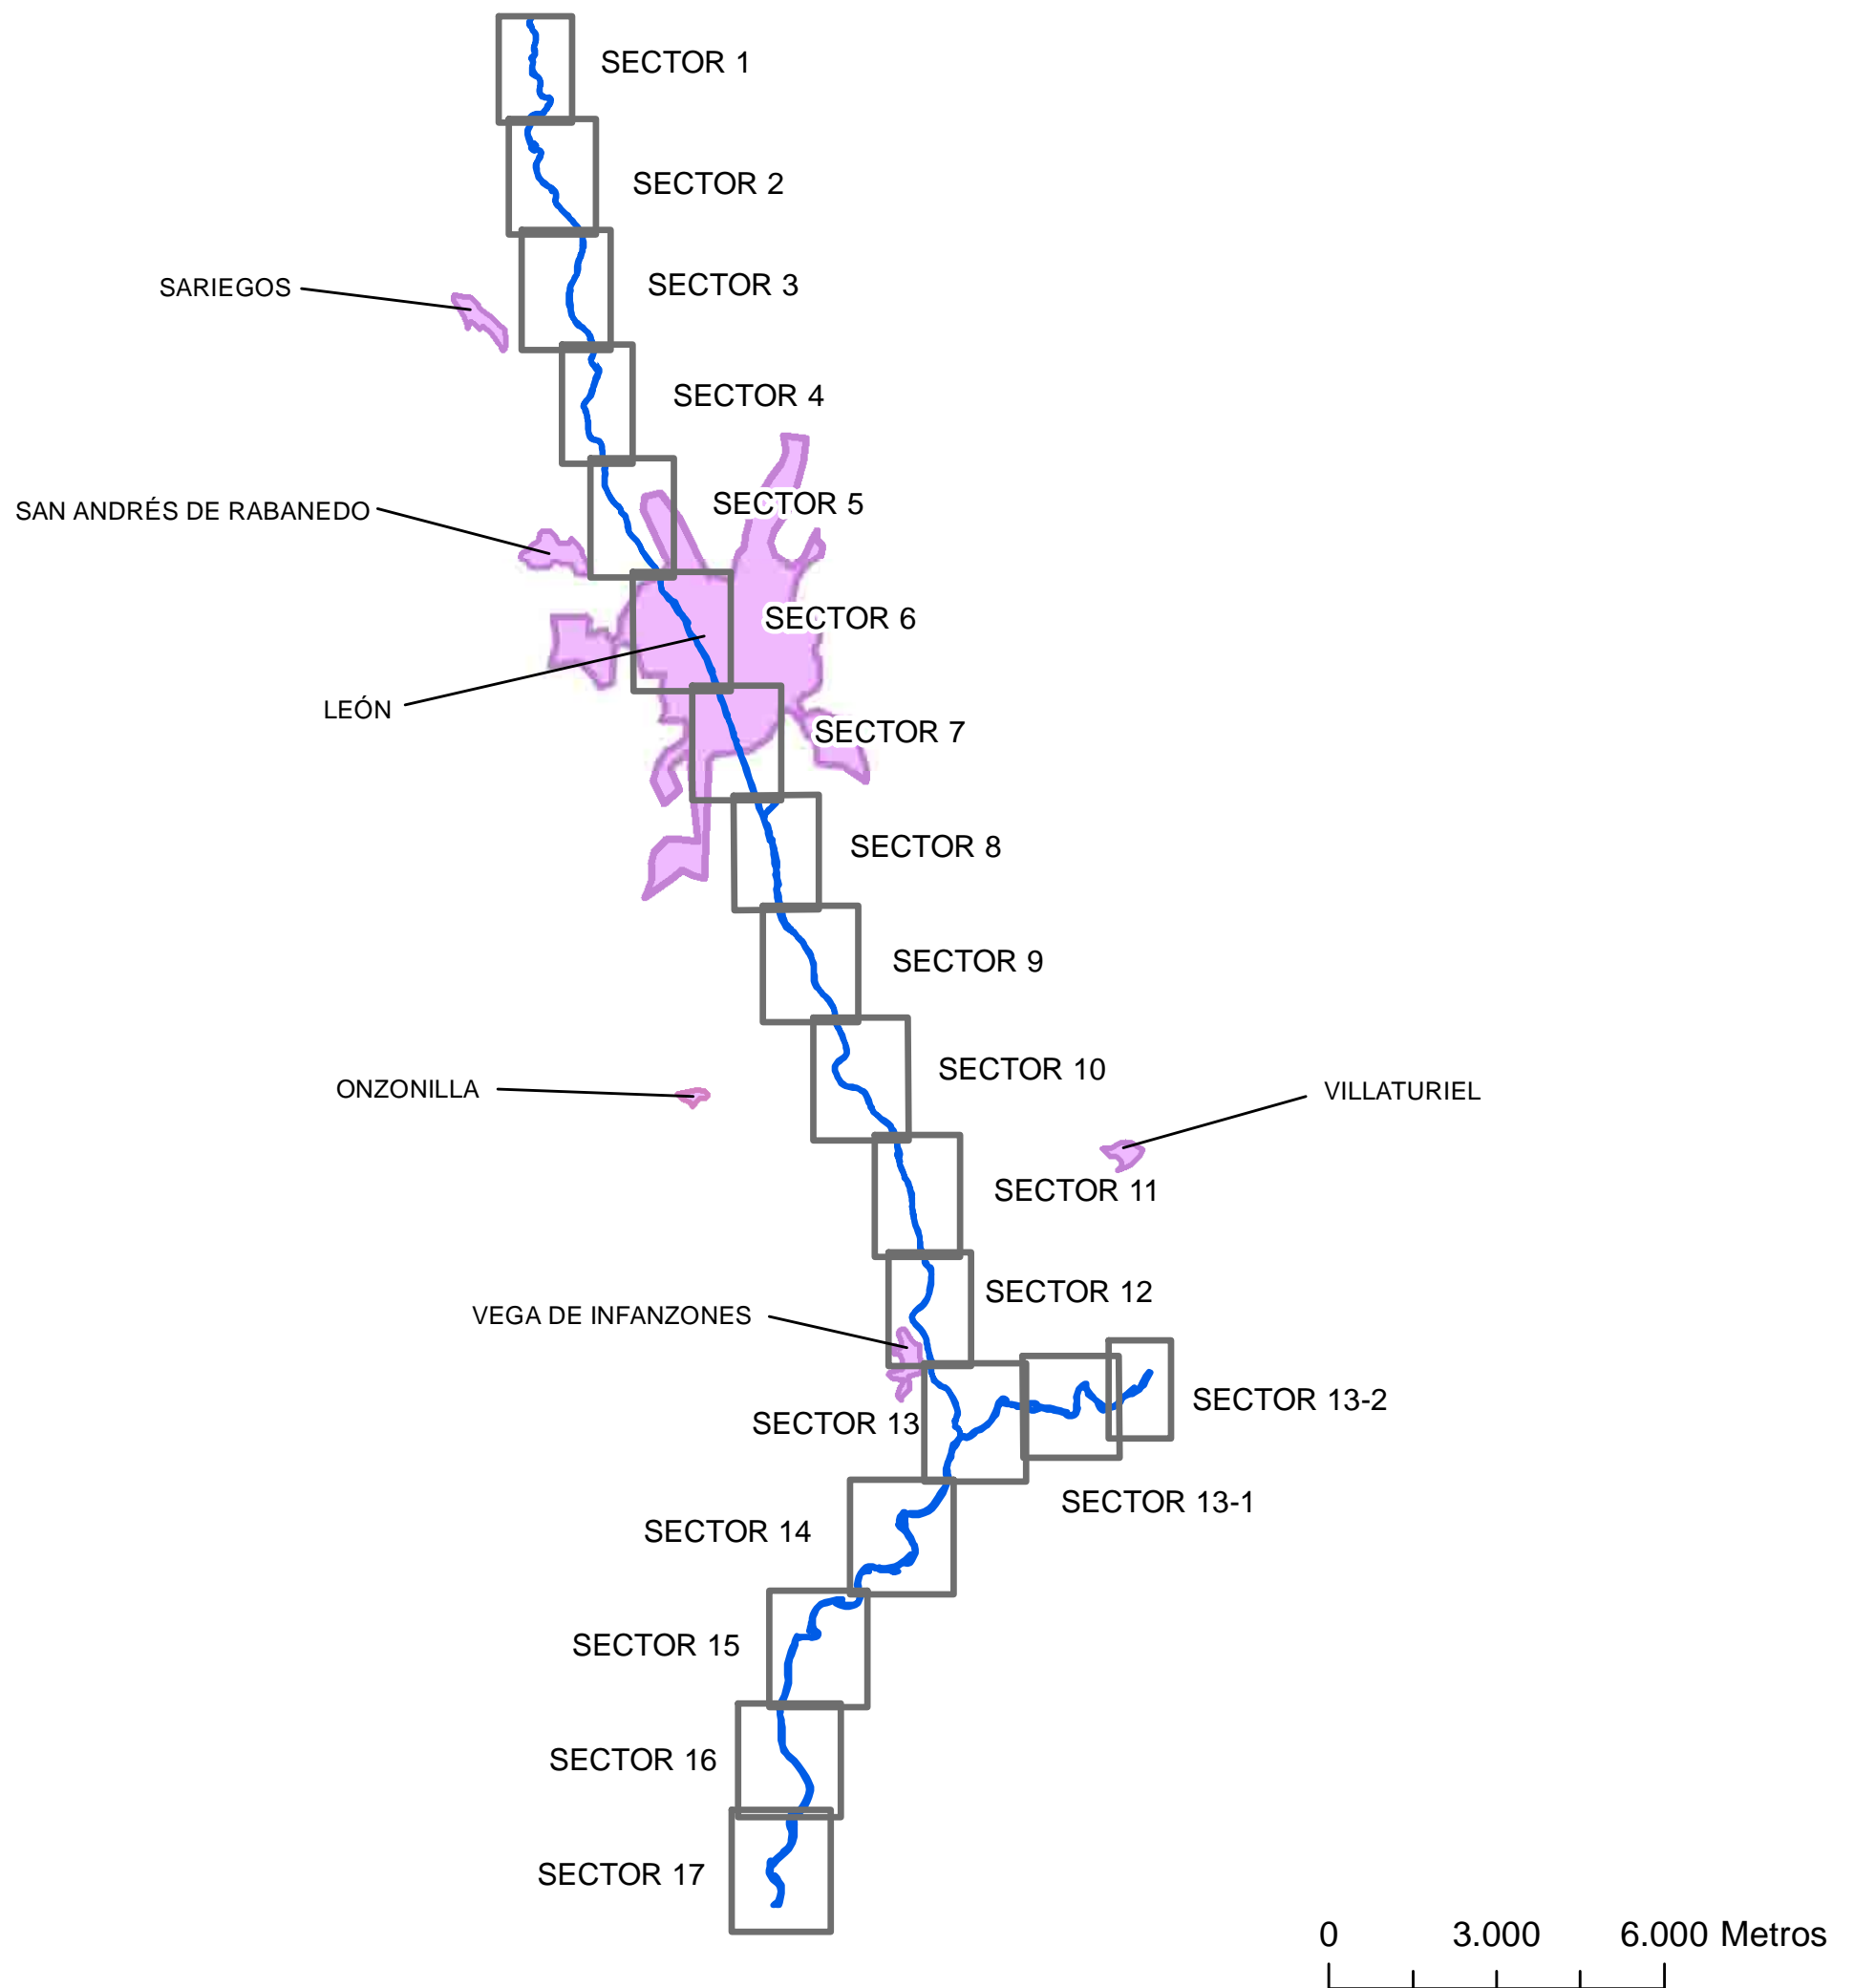 SECTOR 1
SECTOR 2
SARIEGOS
SECTOR 3
SECTOR 4
SAN ANDRÉS DE RABANEDO
SECTOR 5
SECTOR 6
LEÓN
SECTOR 7
SECTOR 8
SECTOR 9
SECTOR 10
ONZONILLA
VILLATURIEL
SECTOR 11
SECTOR 12
VEGA DE INFANZONES
SECTOR 13-2
SECTOR 13
SECTOR 13-1
SECTOR 14
SECTOR 15
SECTOR 16
SECTOR 17
0 3.000 6.000 Metros